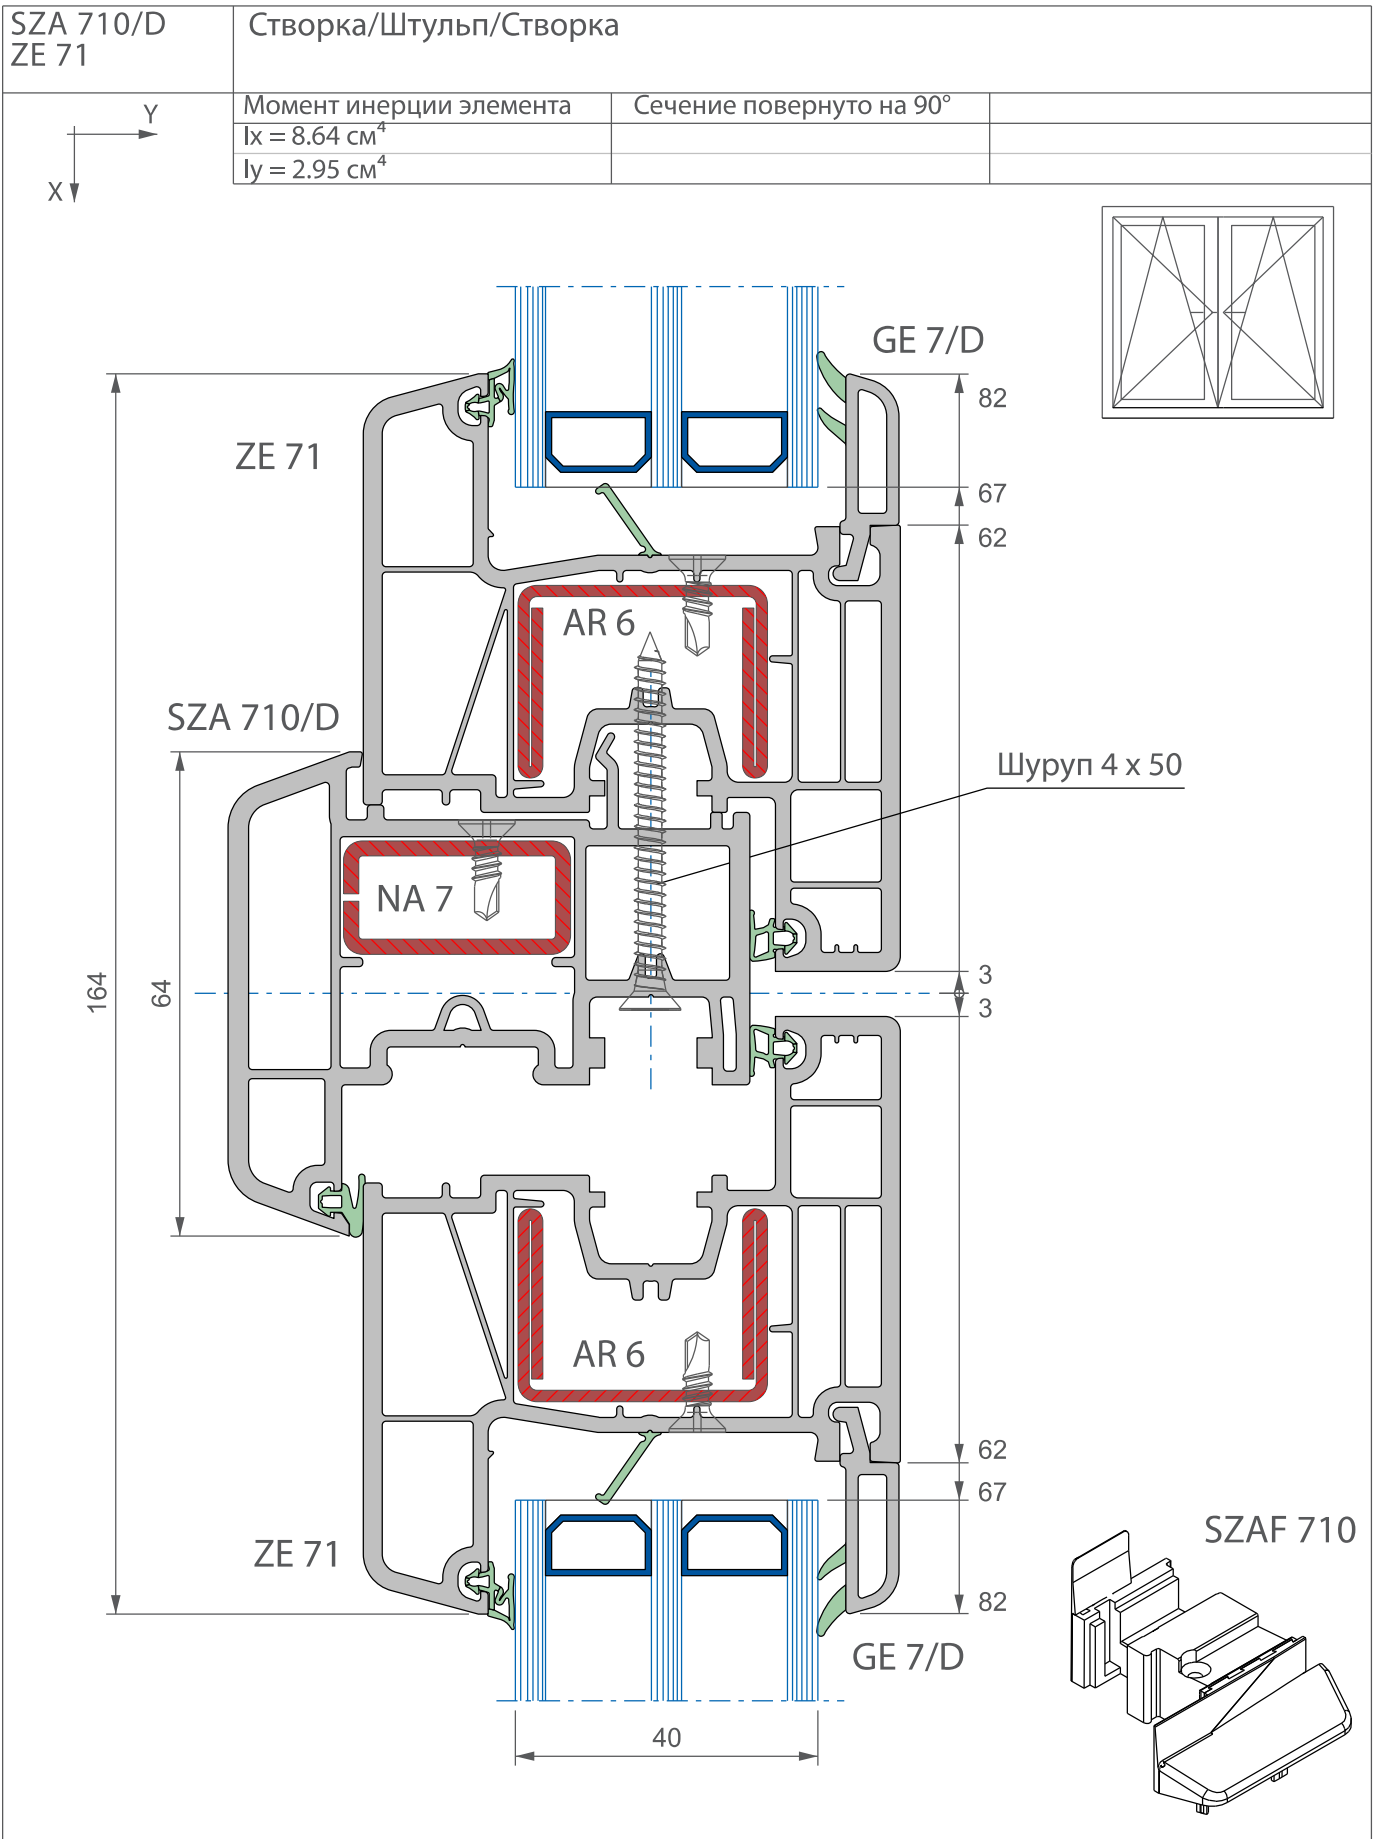 SZA 710/D
ZE 71
Створка/Штульп/Створка
Момент инерции элемента
Сечение повернуто на 90°
Ix = 8.64 см⁴
Iy = 2.95 см⁴
Y
X
GE 7/D
82
ZE 71
67
62
AR 6
SZA 710/D
Шуруп 4 x 50
NA 7
164
64
3
3
AR 6
62
67
ZE 71
SZAF 710
82
GE 7/D
40